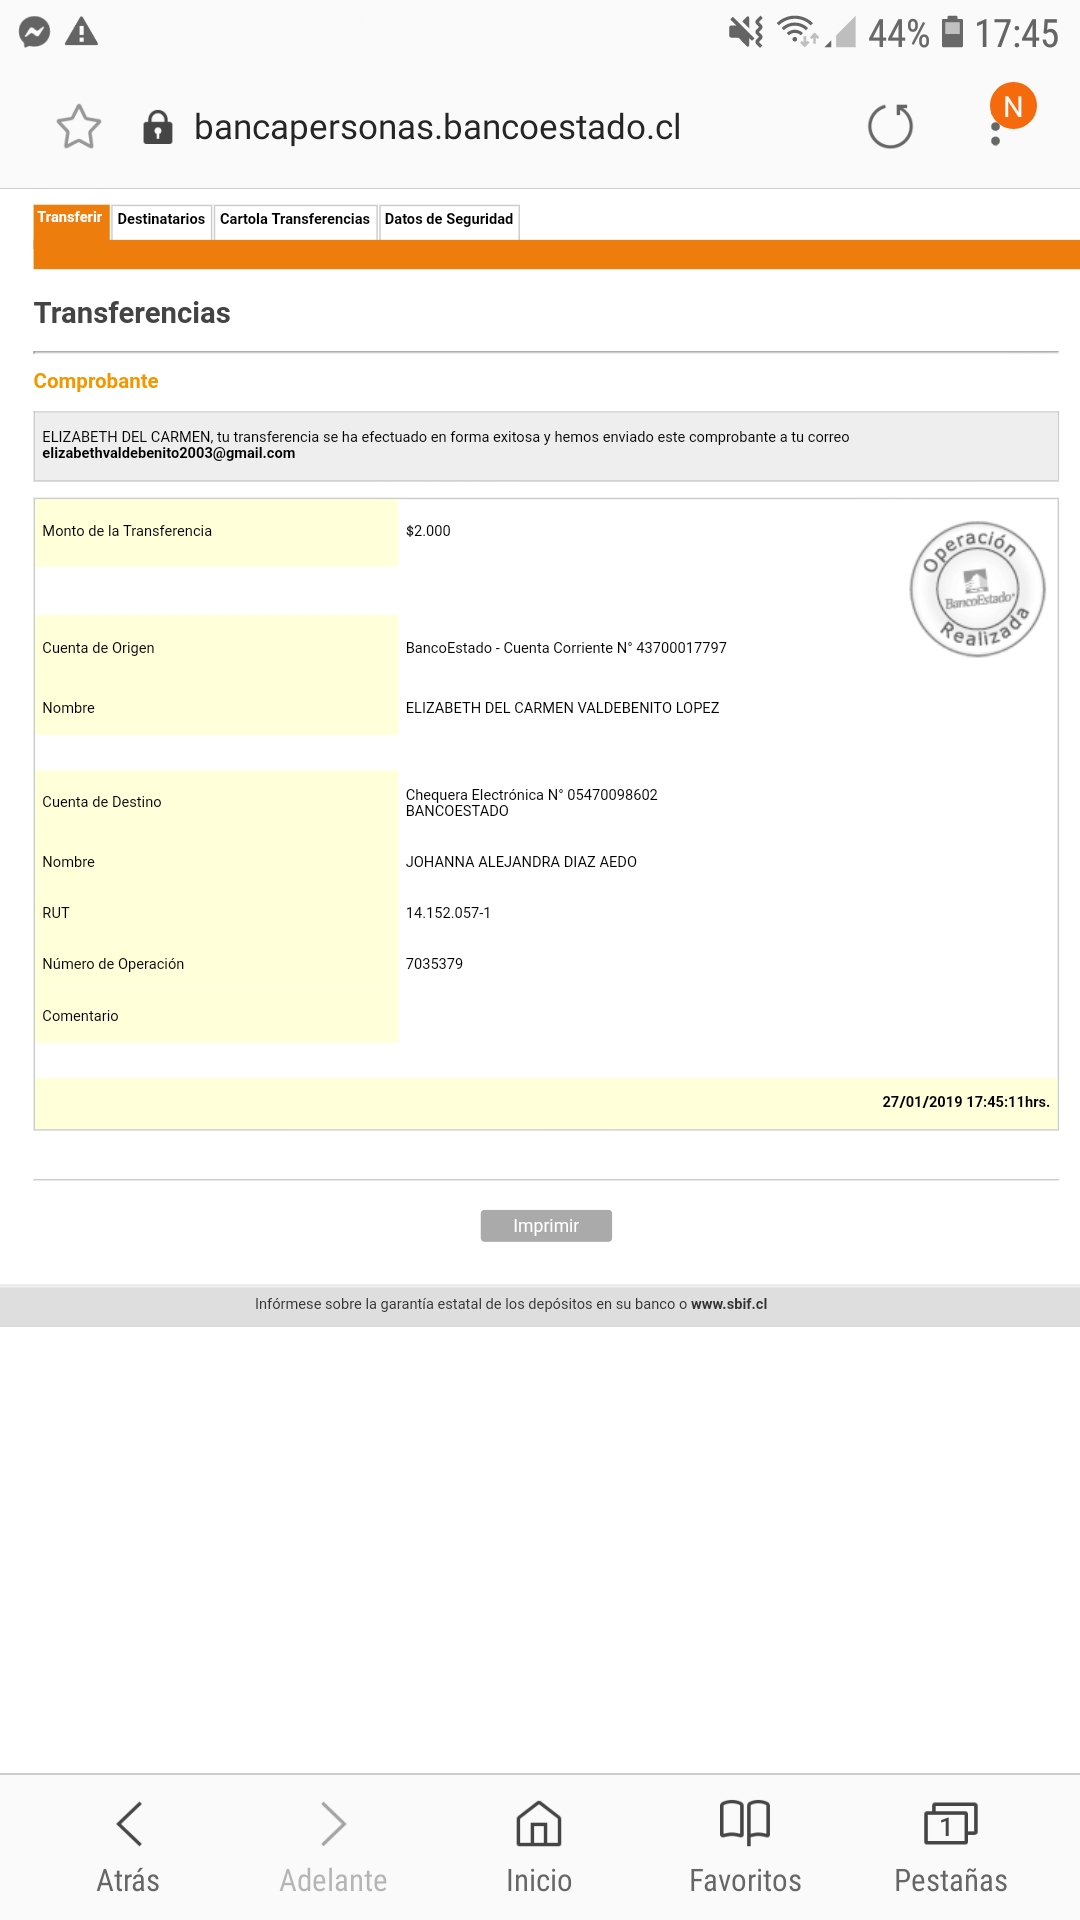 44% 17:45
bancapersonas.bancoestado.cl
N
Transferir Destinatarios Cartola Transferencias Datos de Seguridad
Transferencias
Comprobante
ELIZABETH DEL CARMEN, tu transferencia se ha efectuado en forma exitosa y hemos enviado este comprobante a tu correo
elizabethvaldebenito2003@gmail.com
Monto de la Transferencia $2.000
Operación
BancoEstado
Realizada
Cuenta de Origen BancoEstado - Cuenta Corriente N° 43700017797
Nombre ELIZABETH DEL CARMEN VALDEBENITO LOPEZ
Cuenta de Destino Chequera Electrónica N° 05470098602
BANCOESTADO
Nombre JOHANNA ALEJANDRA DIAZ AEDO
RUT 14.152.057-1
Número de Operación 7035379
Comentario
27/01/2019 17:45:11hrs.
Imprimir
Infórmese sobre la garantía estatal de los depósitos en su banco o www.sbif.cl
1
Atrás Adelante Inicio Favoritos Pestañas